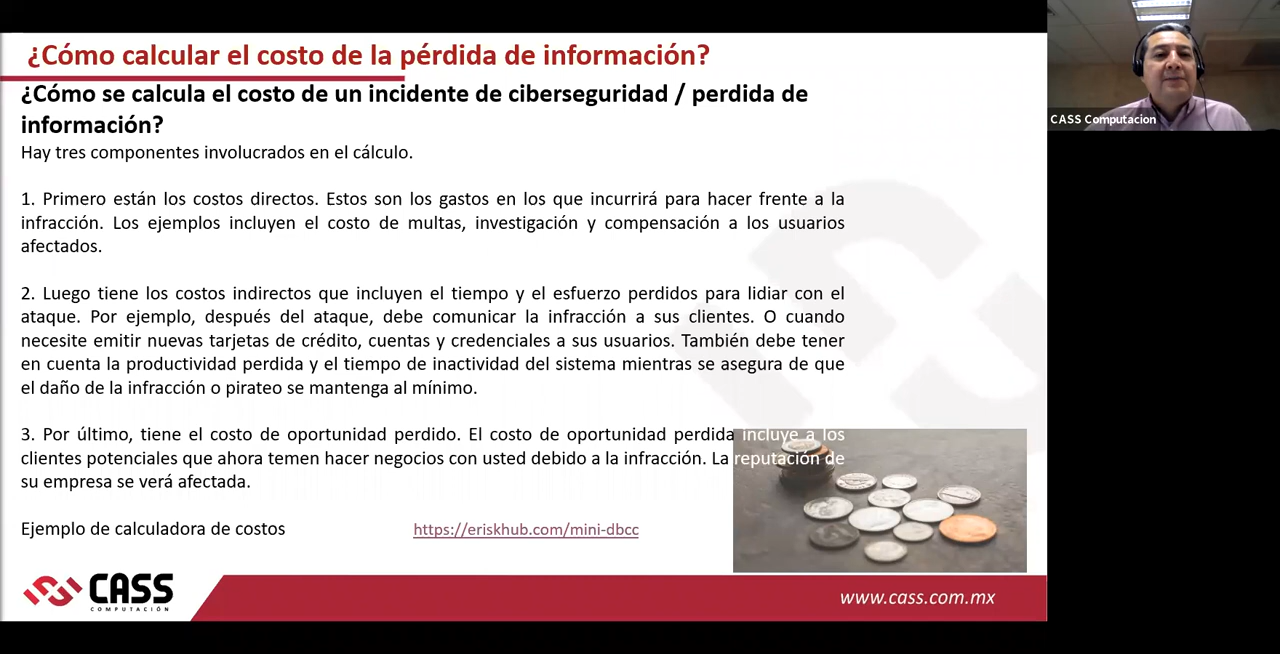 ¿Cómo calcular el costo de la pérdida de información?
¿Cómo se calcula el costo de un incidente de ciberseguridad / perdida de
información?
Hay tres componentes involucrados en el cálculo.
1. Primero están los costos directos. Estos son los gastos en los que incurrirá para hacer frente a la
infracción. Los ejemplos incluyen el costo de multas, investigación y compensación a los usuarios
afectados.
2. Luego tiene los costos indirectos que incluyen el tiempo y el esfuerzo perdidos para lidiar con el
ataque. Por ejemplo, después del ataque, debe comunicar la infracción a sus clientes. O cuando
necesite emitir nuevas tarjetas de crédito, cuentas y credenciales a sus usuarios. También debe tener
en cuenta la productividad perdida y el tiempo de inactividad del sistema mientras se asegura de que
el daño de la infracción o pirateo se mantenga al mínimo.
3. Por último, tiene el costo de oportunidad perdido. El costo de oportunidad perdida incluye a los
clientes potenciales que ahora temen hacer negocios con usted debido a la infracción. La reputación de
su empresa se verá afectada.
Ejemplo de calculadora de costos https://eriskhub.com/mini-dbcc
CASS
COMPUTACIÓN
www.cass.com.mx
CASS Computacion